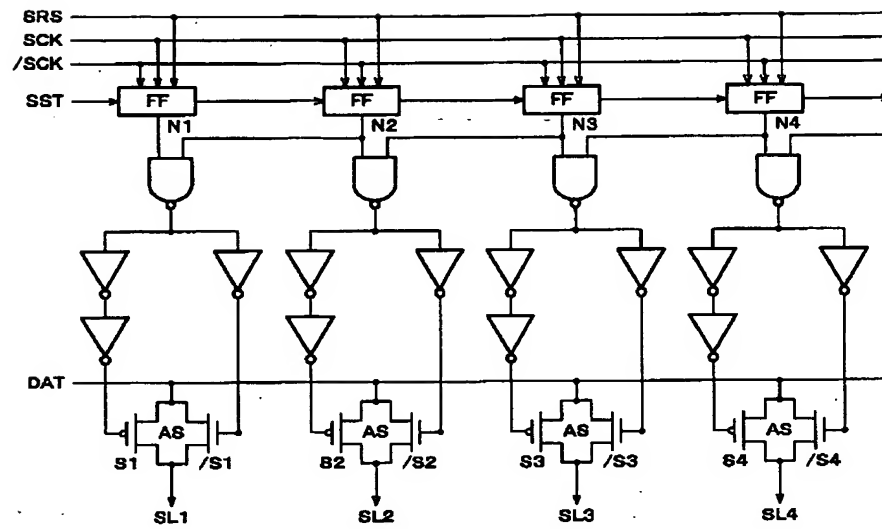 SRS
SCK
/SCK
SST
FF FF FF FF
N1 N2 N3 N4
DAT
AS AS AS AS
S1 /S1 S2 /S2 S3 /S3 S4 /S4
SL1 SL2 SL3 SL4